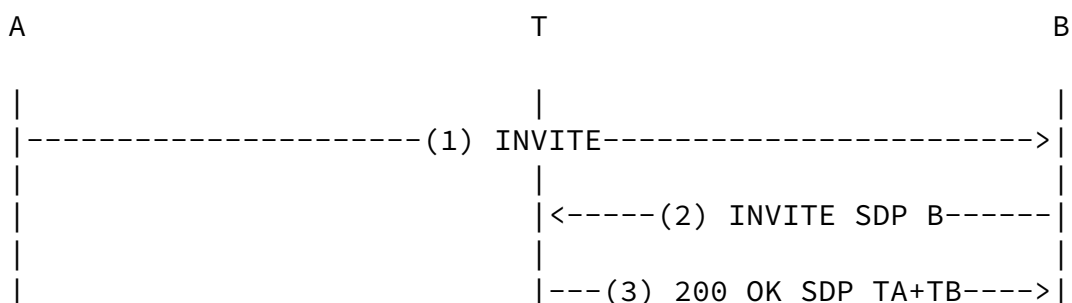 A T B
| | |
|----------------------(1) INVITE------------------------>|
| | |
| |<-----(2) INVITE SDP B------|
| | |
| |---(3) 200 OK SDP TA+TB---->|